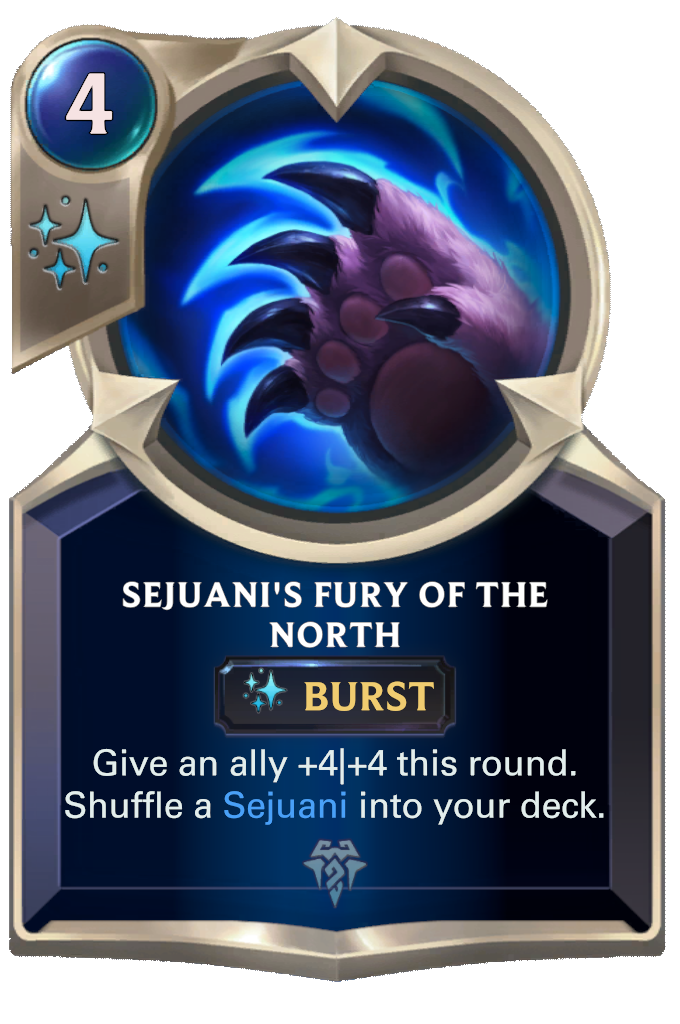 4
SEJUANI'S FURY OF THE
NORTH
BURST
Give an ally +4|+4 this round.
Shuffle a Sejuani into your deck.